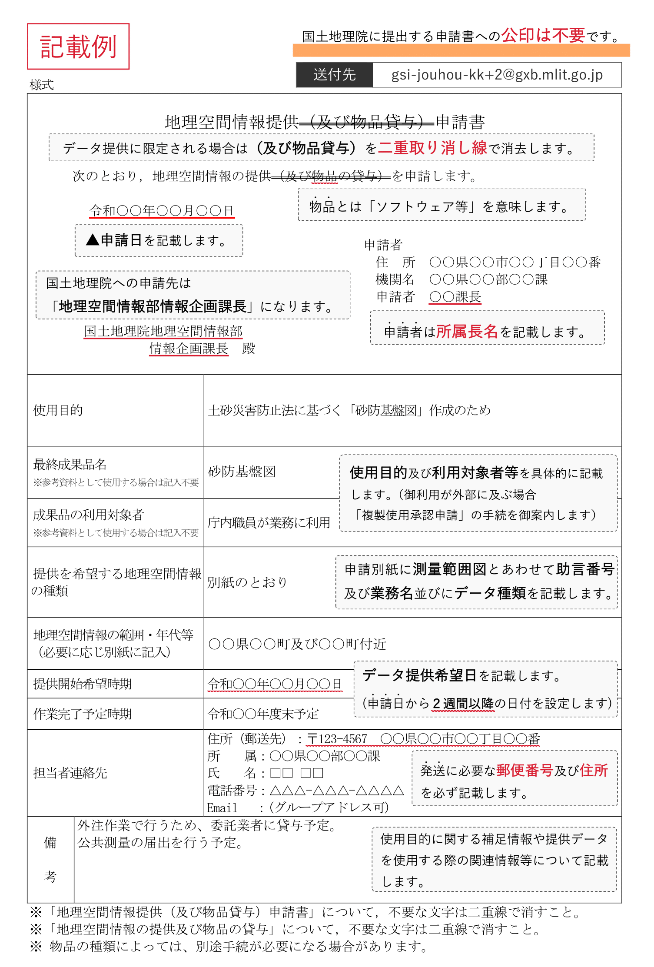 記載例
国土地理院に提出する申請書への公印は不要です。
送付先 gsi-jouhou-kk+2@gxb.mlit.go.jp
様式
地理空間情報提供（及び物品貸与）申請書
データ提供に限定される場合は（及び物品貸与）を二重取り消し線で消去します。
次のとおり，地理空間情報の提供（及び物品の貸与）を申請します。
令和〇〇年〇〇月〇〇日
物品とは「ソフトウェア等」を意味します。
▲申請日を記載します。
申請者
住　所　〇〇県〇〇市〇〇丁目〇〇番
機関名　〇〇県〇〇部〇〇課
申請者　〇〇課長
国土地理院への申請先は
「地理空間情報部情報企画課長」になります。
申請者は所属長名を記載します。
国土地理院地理空間情報部
情報企画課長　殿
使用目的
土砂災害防止法に基づく「砂防基盤図」作成のため
最終成果品名
※参考資料として使用する場合は記入不要
砂防基盤図
使用目的及び利用対象者等を具体的に記載
します。（御利用が外部に及ぶ場合
「複製使用承認申請」の手続を御案内します）
成果品の利用対象者
※参考資料として使用する場合は記入不要
庁内職員が業務に利用
提供を希望する地理空間情報
の種類
別紙のとおり
申請別紙に測量範囲図とあわせて助言番号
及び業務名並びにデータ種類を記載します。
地理空間情報の範囲・年代等
（必要に応じ別紙に記入）
〇〇県〇〇町及び〇〇町付近
提供開始希望時期
令和〇〇年〇〇月〇〇日
データ提供希望日を記載します。
（申請日から２週間以降の日付を設定します）
作業完了予定時期
令和〇〇年度末予定
担当者連絡先
住所（郵送先）：〒123-4567　〇〇県〇〇市〇〇丁目〇〇番
所　　属：〇〇県〇〇部〇〇課
氏　　名：□□ □□
電話番号：△△△-△△△-△△△△
Email　：（グループアドレス可）
発送に必要な郵便番号及び住所
を必ず記載します。
備
考
外注作業で行うため、委託業者に貸与予定。
公共測量の届出を行う予定。
使用目的に関する補足情報や提供データ
を使用する際の関連情報等について記載
します。
※「地理空間情報提供（及び物品貸与）申請書」について，不要な文字は二重線で消すこと。
※「地理空間情報の提供及び物品の貸与」について，不要な文字は二重線で消すこと。
※ 物品の種類によっては、別途手続が必要になる場合があります。